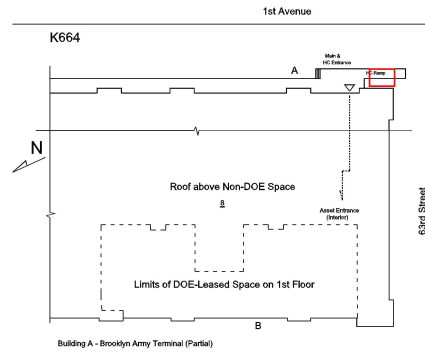 1st Avenue
K664
Main &
HC Entrance
A
HC Ramp
N
Roof above Non-DOE Space
8
Asset Entrance
(Interior)
63rd Street
Limits of DOE-Leased Space on 1st Floor
B
Building A - Brooklyn Army Terminal (Partial)